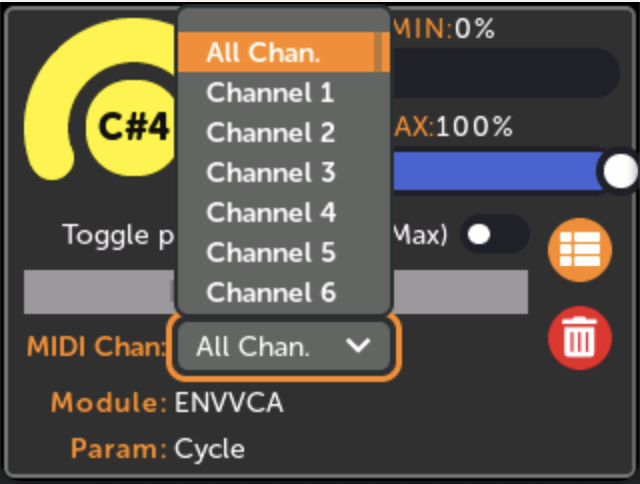 MIN:0%
All Chan.
Channel 1
C#4
Channel 2
AX:100%
Channel 3
Channel 4
Toggle p
Max)
Channel 5
Channel 6
MIDI Chan: All Chan.
Module: ENVVCA
Param: Cycle